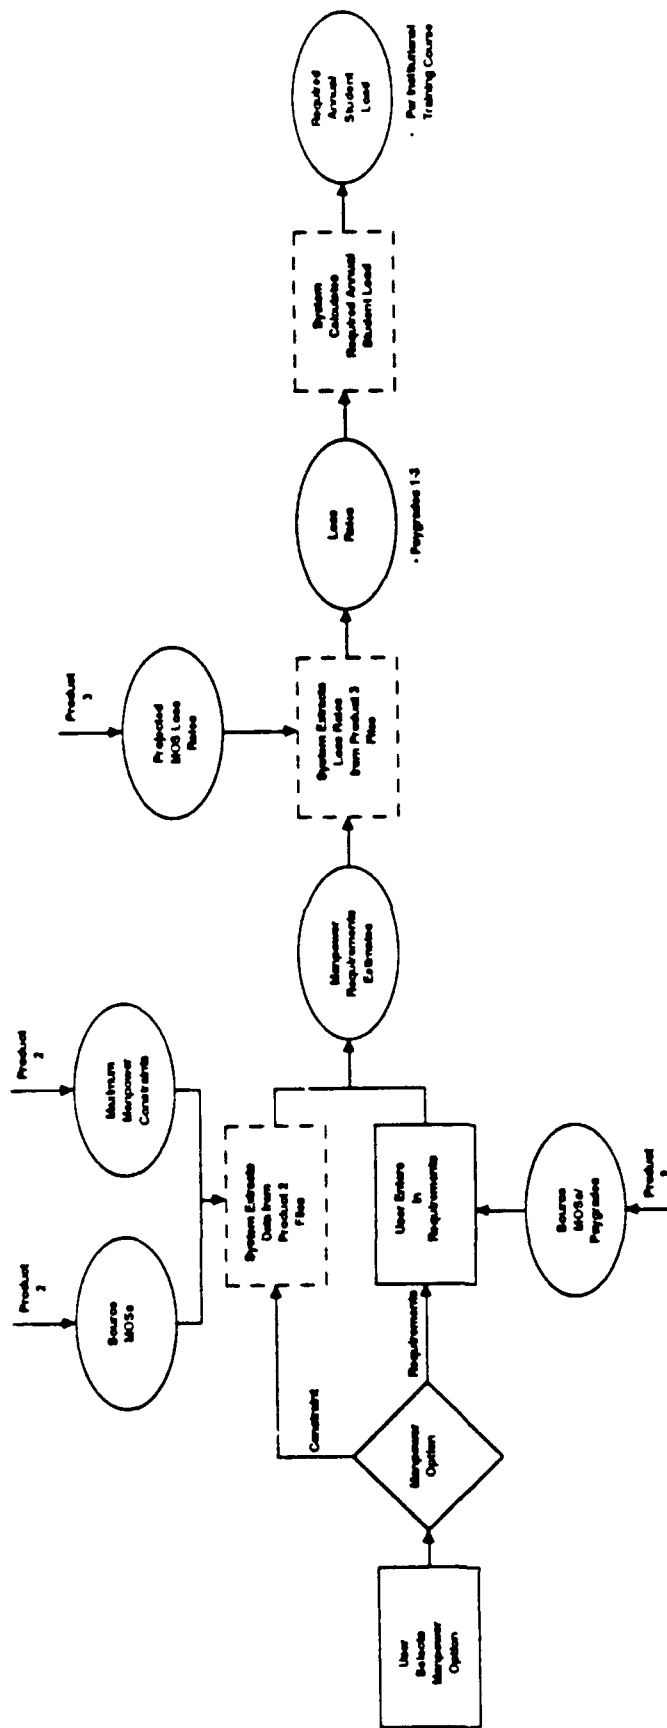 User
Selects
Manpower
Option
Manpower
Option
Constraint
Requirements
Product
2
Source
MOSs
Product
2
Maximum
Manpower
Constraints
System Extracts
Data from
Product 2
Files
User Enters
In
Requirements
Source
MOSs/
Paygrades
Product
Manpower
Requirements
Estimates
Product
3
Projected
MOS Loss
Rates
System Extracts
Loss Rates
from Product 3
Files
Loss
Rates
• Paygrades 1-3
System
Calculates
Required Annual
Student Load
Required
Annual
Student
Load
• Per Institutional
Training Course